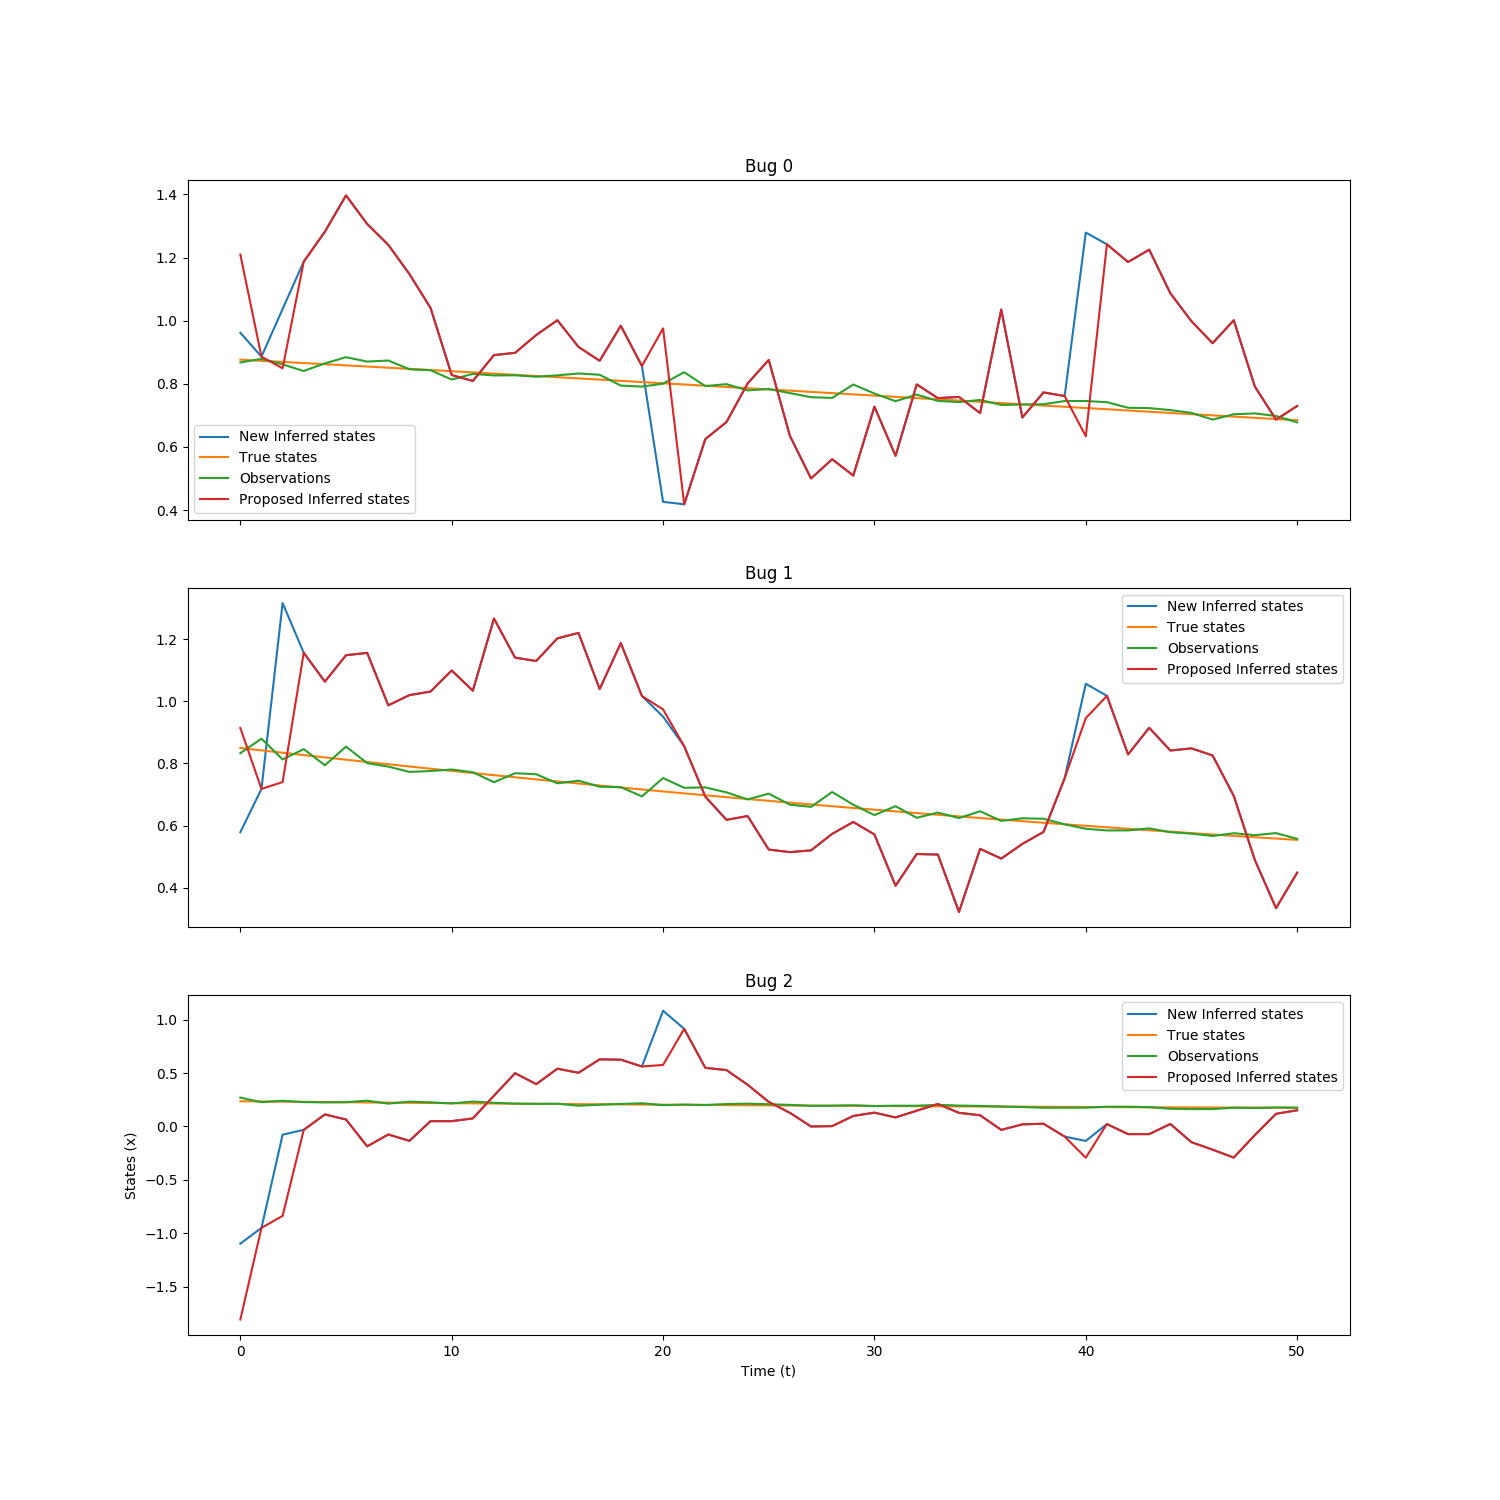 Bug 0
1.4
1.2
1.0
0.8
0.6
0.4
New Inferred states
True states
Observations
Proposed Inferred states
Bug 1
1.2
1.0
0.8
0.6
0.4
New Inferred states
True states
Observations
Proposed Inferred states
Bug 2
States (x)
1.0
0.5
0.0
−0.5
−1.0
−1.5
New Inferred states
True states
Observations
Proposed Inferred states
0 10 20 30 40 50
Time (t)